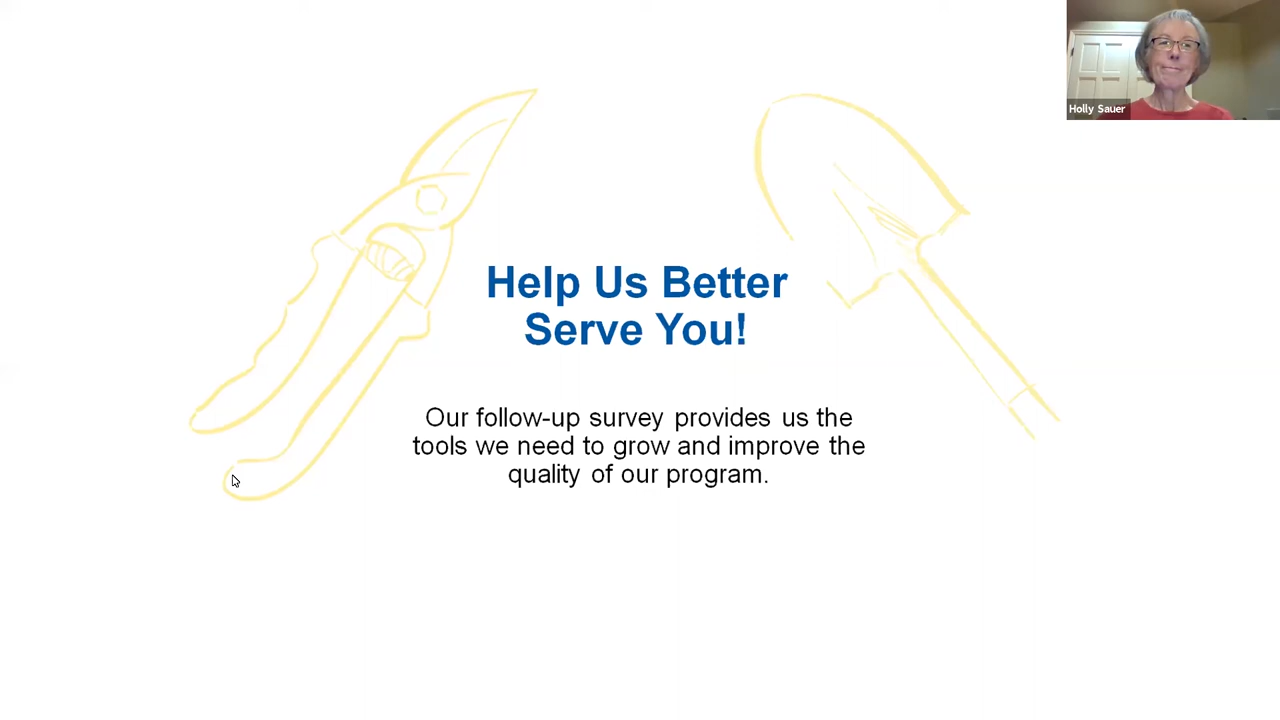 Holly Sauer
Help Us Better
Serve You!
Our follow-up survey provides us the
tools we need to grow and improve the
quality of our program.